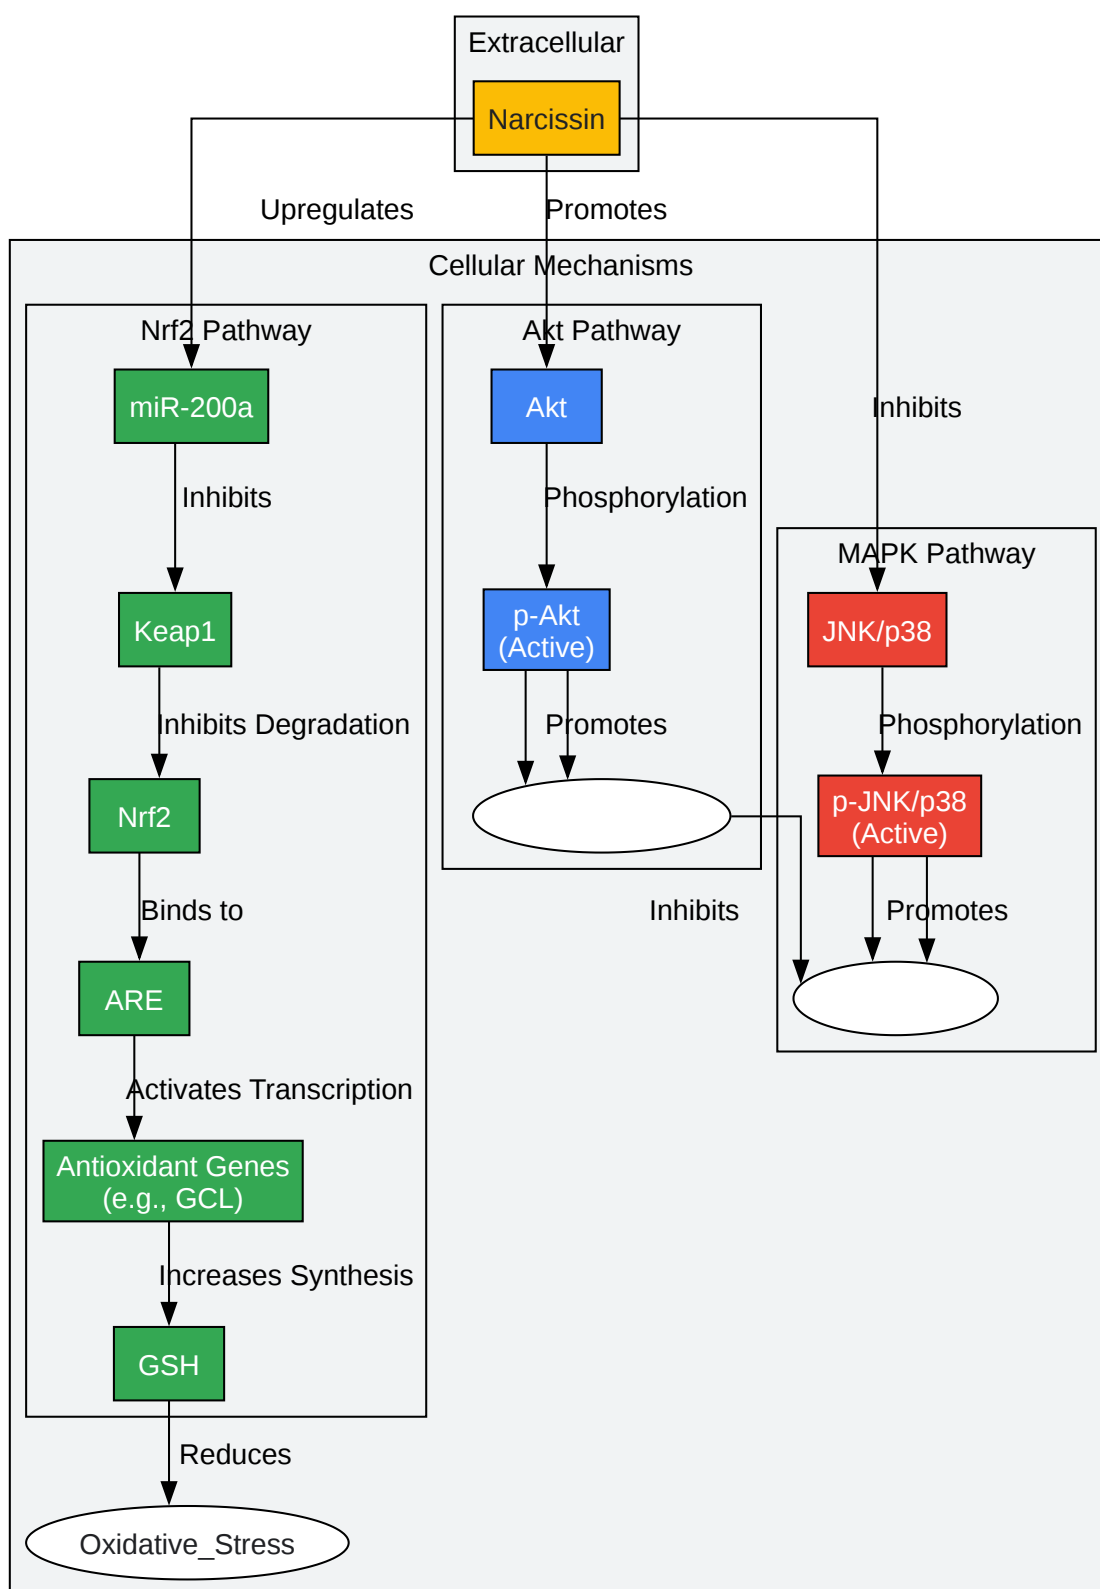 Extracellular
Narcissin
Upregulates
Promotes
Cellular Mechanisms
Nrf2 Pathway
Akt Pathway
miR-200a
Akt
Inhibits
Inhibits
Phosphorylation
MAPK Pathway
Keap1
p-Akt
(Active)
JNK/p38
Inhibits Degradation
Promotes
Phosphorylation
Nrf2
p-JNK/p38
(Active)
Binds to
Inhibits
Promotes
ARE
Activates Transcription
Antioxidant Genes
(e.g., GCL)
Increases Synthesis
GSH
Reduces
Oxidative_Stress